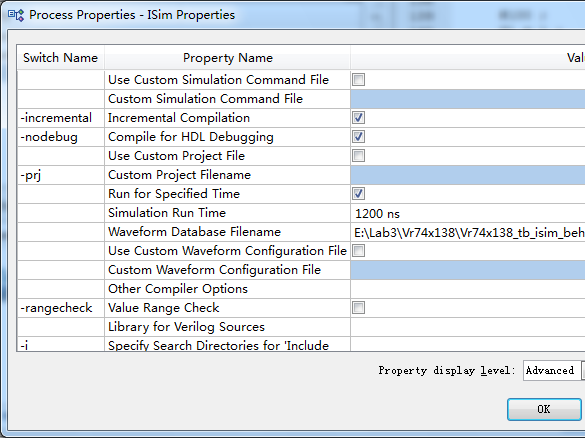 Process Properties - ISim Properties
Switch Name Property Name
Use Custom Simulation Command File
Custom Simulation Command File
-incremental Incremental Compilation
-nodebug Compile for HDL Debugging
Use Custom Project File
-prj Custom Project Filename
Run for Specified Time
Simulation Run Time 1200 ns
Waveform Database Filename E:\Lab3\Vr74x138\Vr74x138_tb_isim_beh
Use Custom Waveform Configuration File
Custom Waveform Configuration File
Other Compiler Options
-rangecheck Value Range Check
Library for Verilog Sources
-i Specify Search Directories for 'Include
Property display level: Advanced
OK